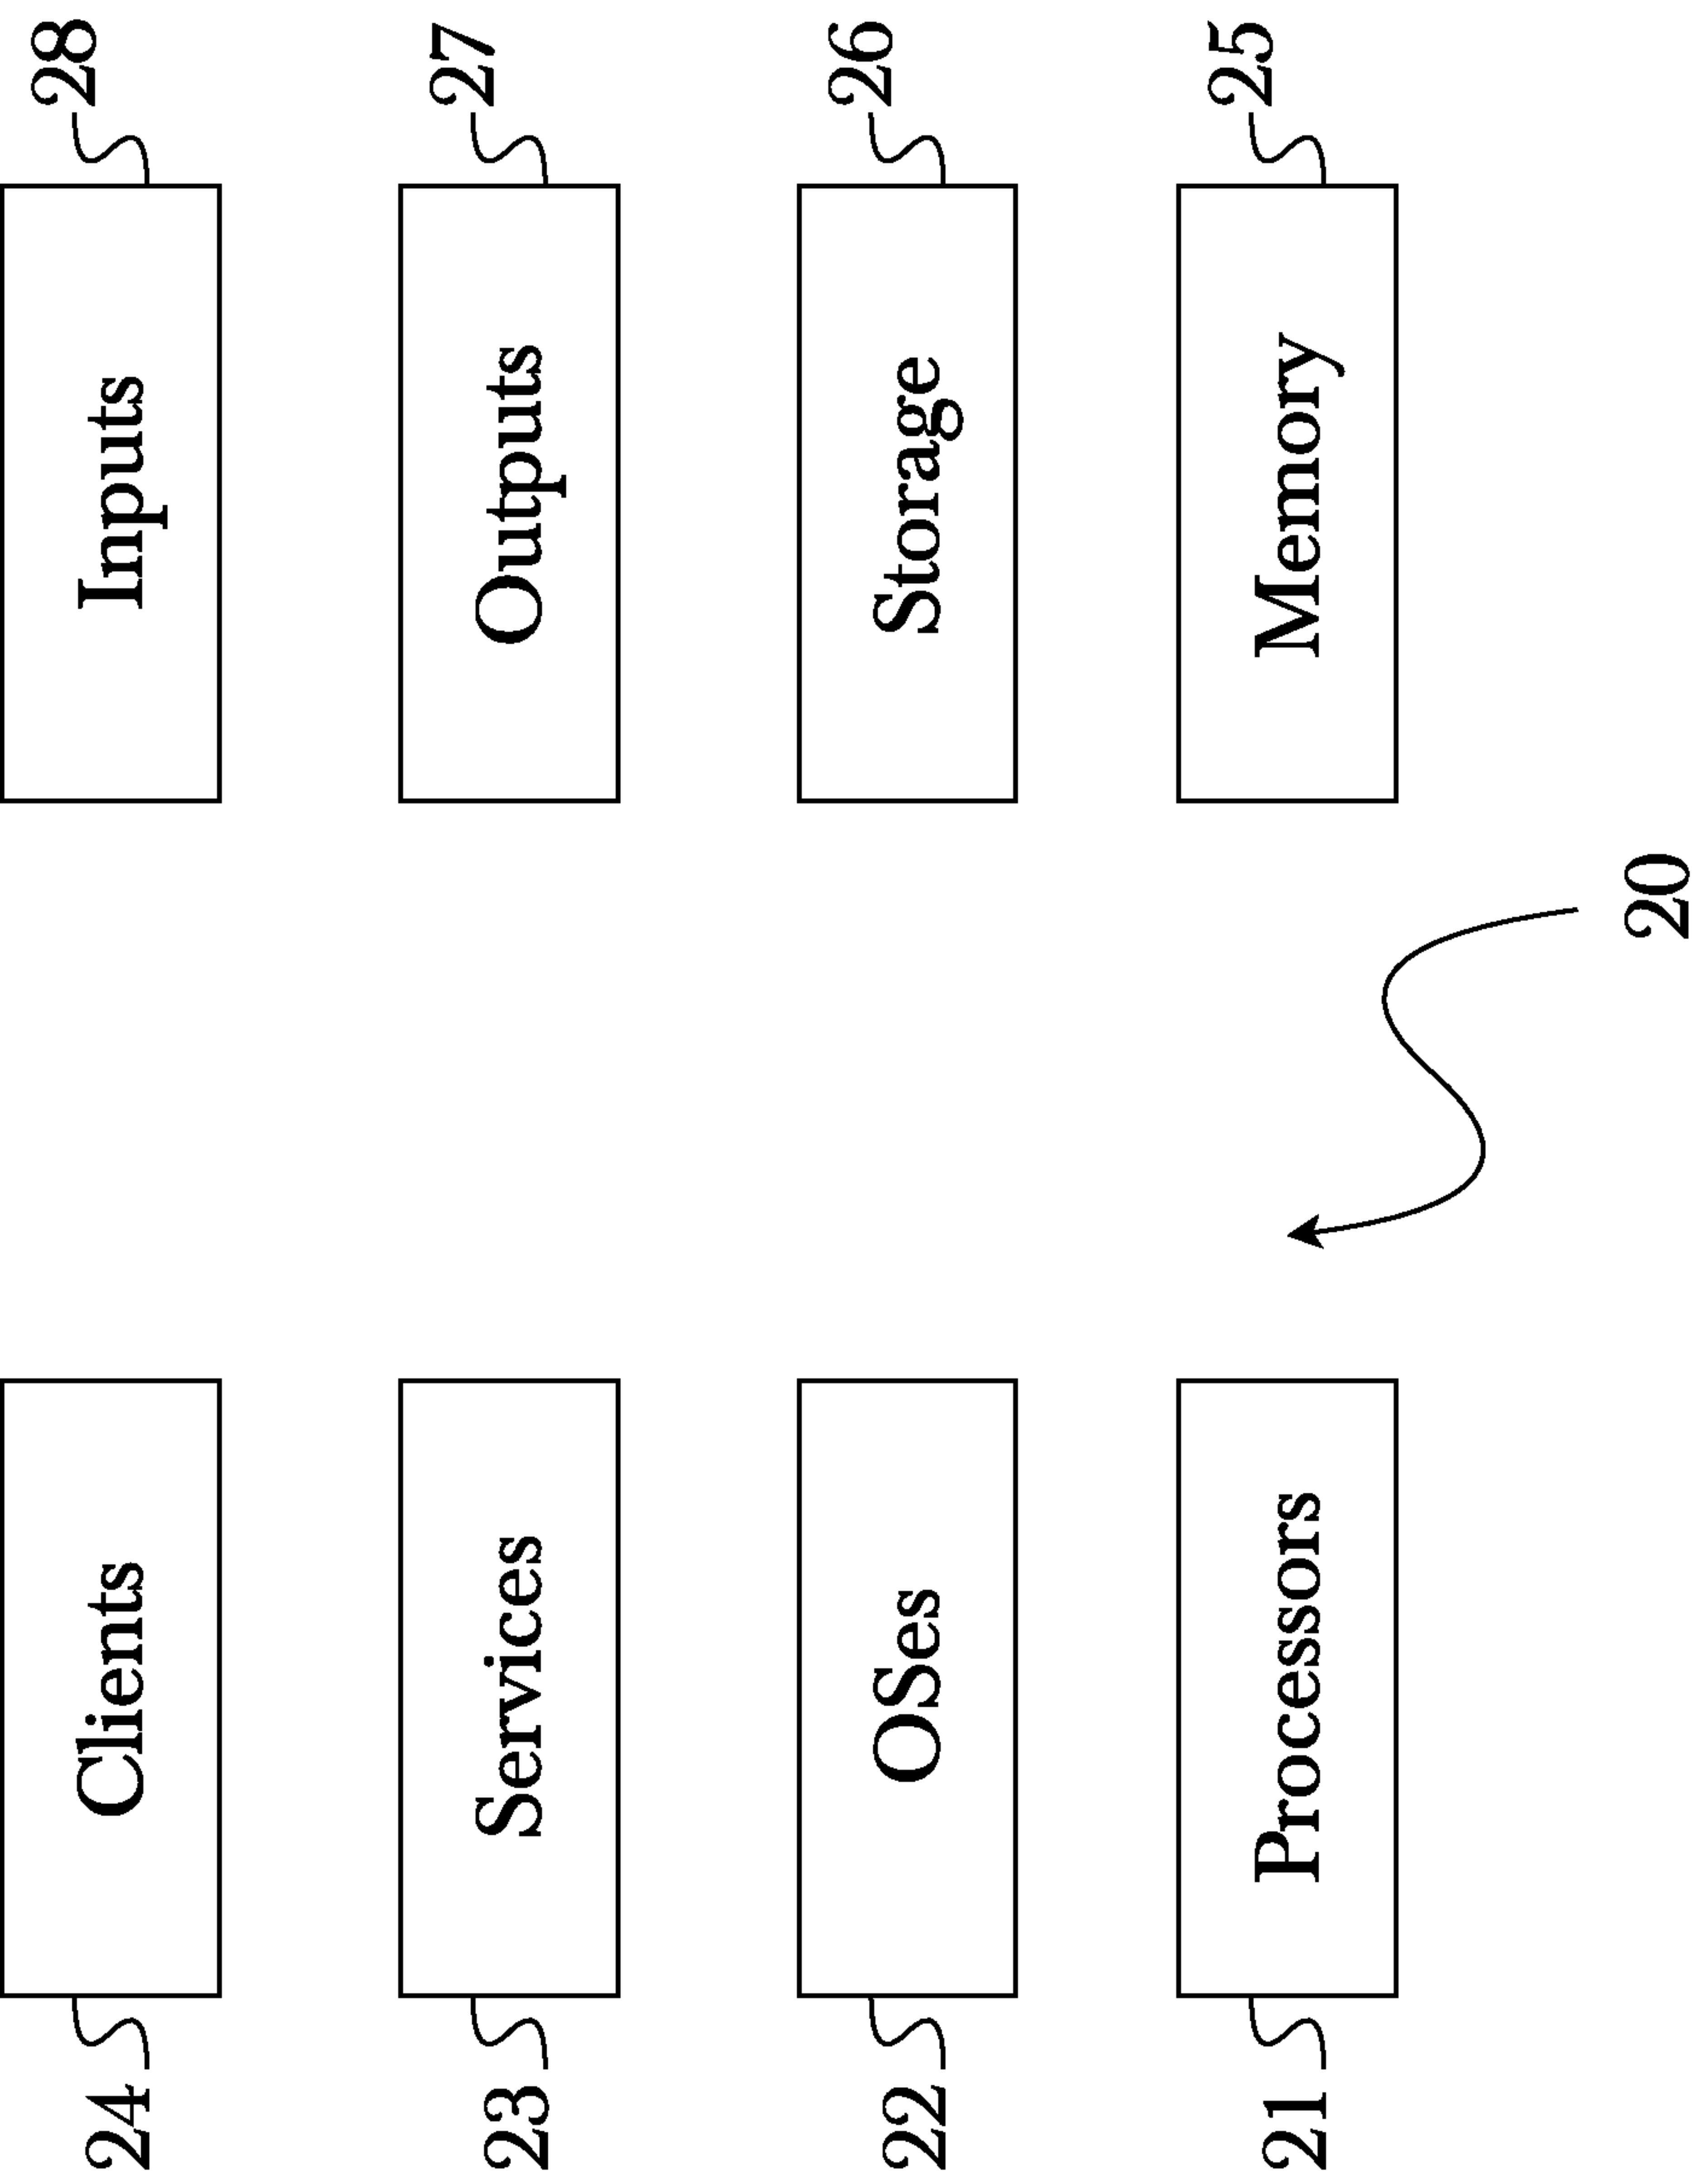 24 Clients Inputs 28
23 Services Outputs 27
22 OSes Storage 26
21 Processors Memory 25
20